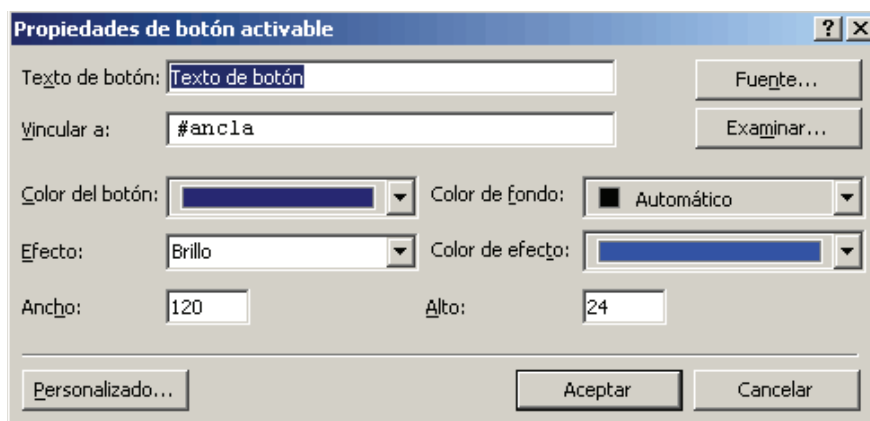 Propiedades de botón activable
Texto de botón: Texto de botón Fuente...
Vincular a: #ancla Examinar...
Color del botón: Color de fondo: Automático
Efecto: Brillo Color de efecto:
Ancho: 120 Alto: 24
Personalizado... Aceptar Cancelar